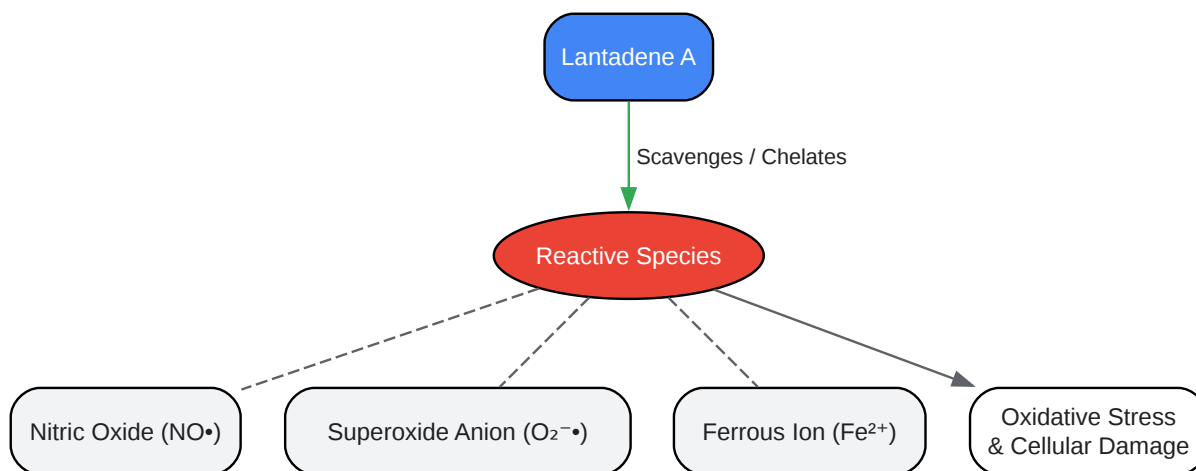 Lantadene A
Scavenges / Chelates
Reactive Species
Nitric Oxide (NO•)
Superoxide Anion (O₂⁻•)
Ferrous Ion (Fe²⁺)
Oxidative Stress
& Cellular Damage